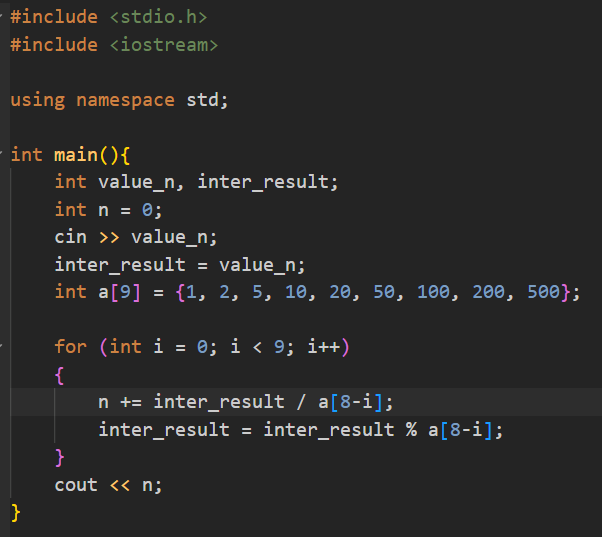 #include <stdio.h>
#include <iostream>
using namespace std;
int main(){
int value_n, inter_result;
int n = 0;
cin >> value_n;
inter_result = value_n;
int a[9] = {1, 2, 5, 10, 20, 50, 100, 200, 500};
for (int i = 0; i < 9; i++)
{
n += inter_result / a[8-i];
inter_result = inter_result % a[8-i];
}
cout << n;
}